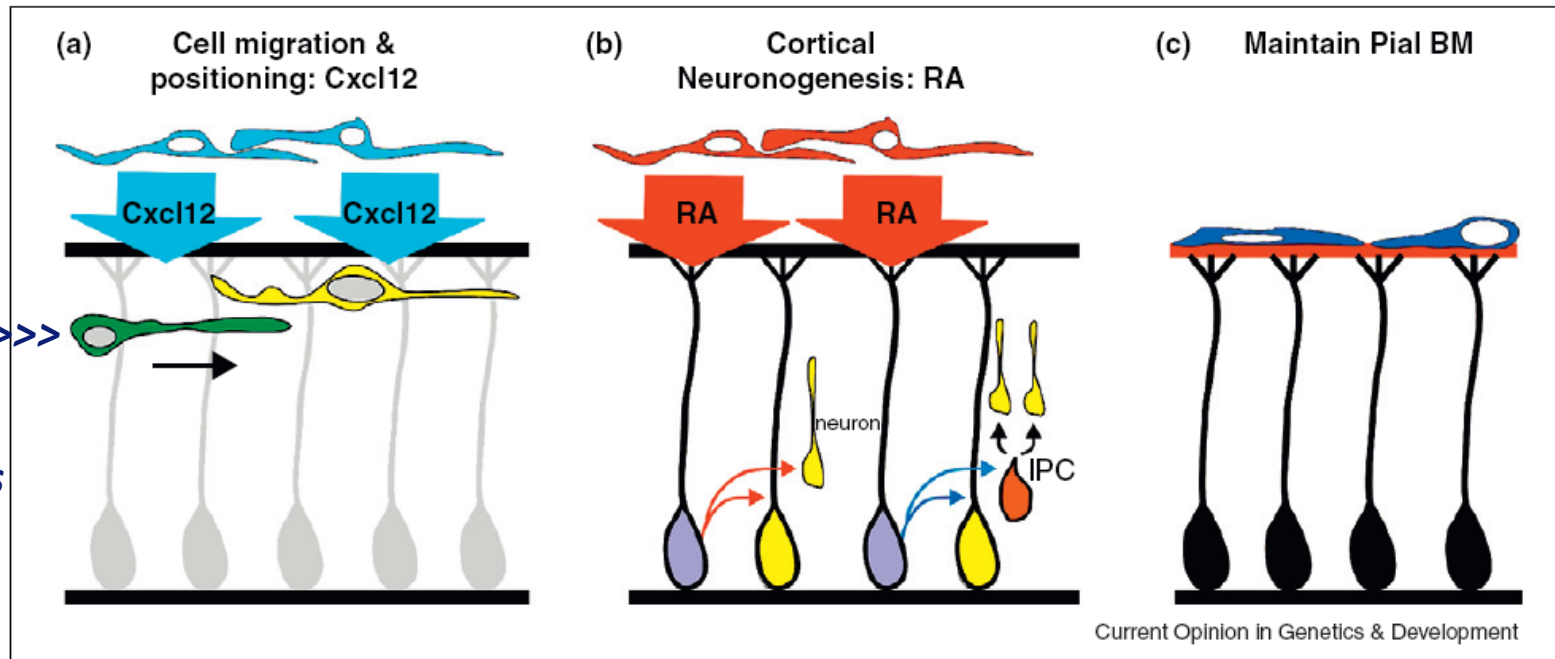 (a) Cell migration &
positioning: Cxcl12
Cxcl12 Cxcl12
>>>
s
(b) Cortical
Neuronogenesis: RA
RA RA
neuron
IPC
(c) Maintain Pial BM
Current Opinion in Genetics & Development